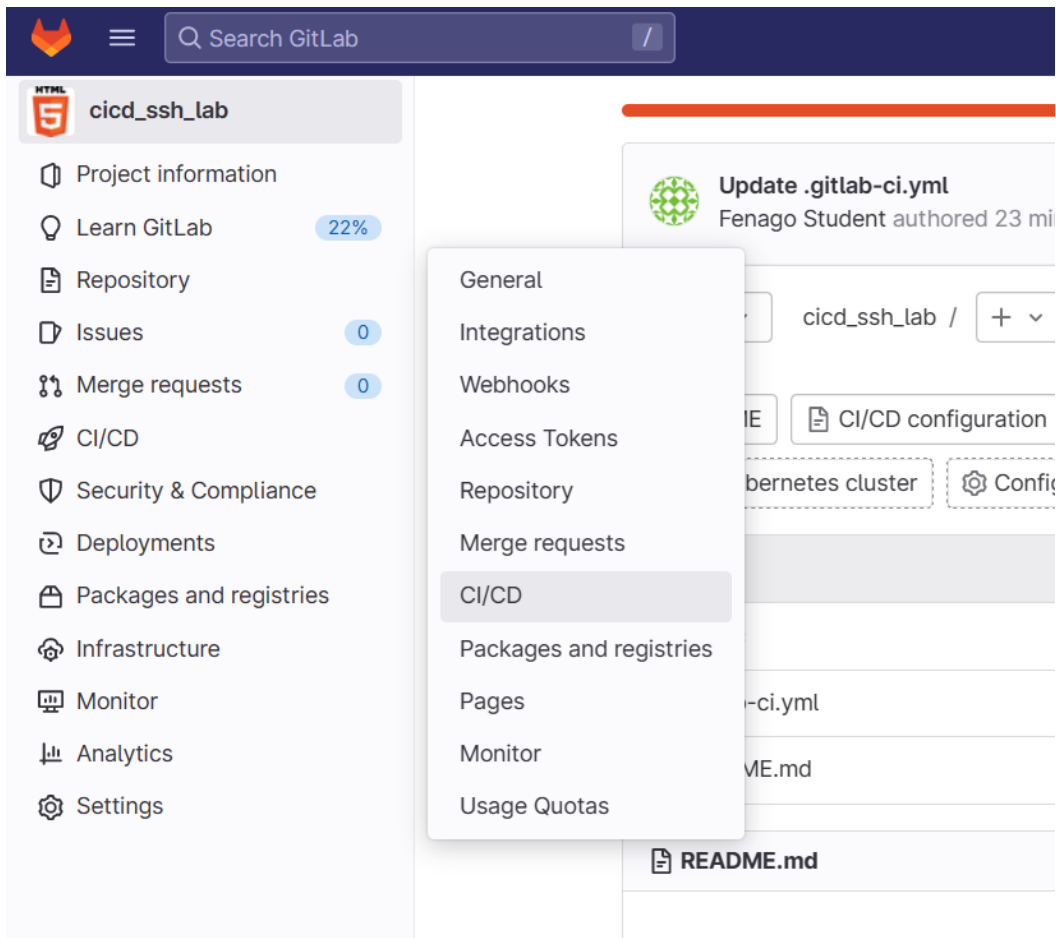 Search GitLab
/
HTML
5
cicd_ssh_lab
Project information
Learn GitLab 22%
Repository
Issues 0
Merge requests 0
CI/CD
Security & Compliance
Deployments
Packages and registries
Infrastructure
Monitor
Analytics
Settings
General
Integrations
Webhooks
Access Tokens
Repository
Merge requests
CI/CD
Packages and registries
Pages
Monitor
Usage Quotas
Update .gitlab-ci.yml
Fenago Student authored 23 mi
cicd_ssh_lab / +
ME CI/CD configuration
bernetes cluster Config
-ci.yml
ME.md
README.md